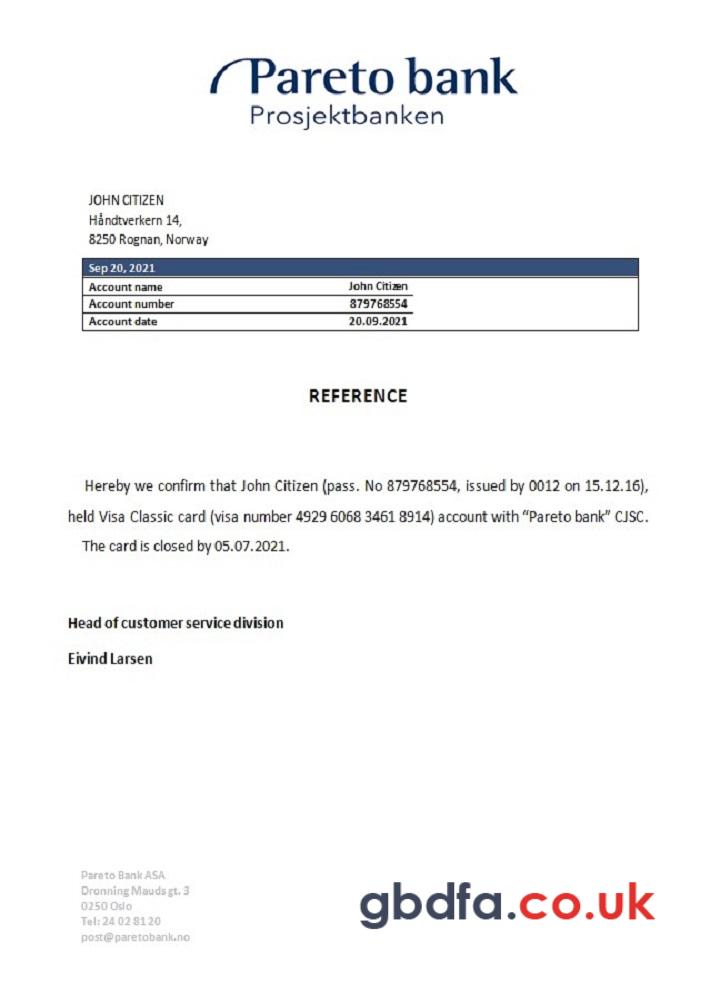 Pareto bank
Prosjektbanken
JOHN CITIZEN
Håndtverkern 14,
8250 Rognan, Norway
Sep 20, 2021
Account name John Citizen
Account number 879768554
Account date 20.09.2021
REFERENCE
Hereby we confirm that John Citizen (pass. No 879768554, issued by 0012 on 15.12.16),
held Visa Classic card (visa number 4929 6068 3461 8914) account with “Pareto bank” CJSC.
The card is closed by 05.07.2021.
Head of customer service division
Eivind Larsen
Pareto Bank ASA
Dronning Mauds gt. 3
0250 Oslo
Tel: 24 02 81 20
post@paretobank.no
gbdfa.co.uk